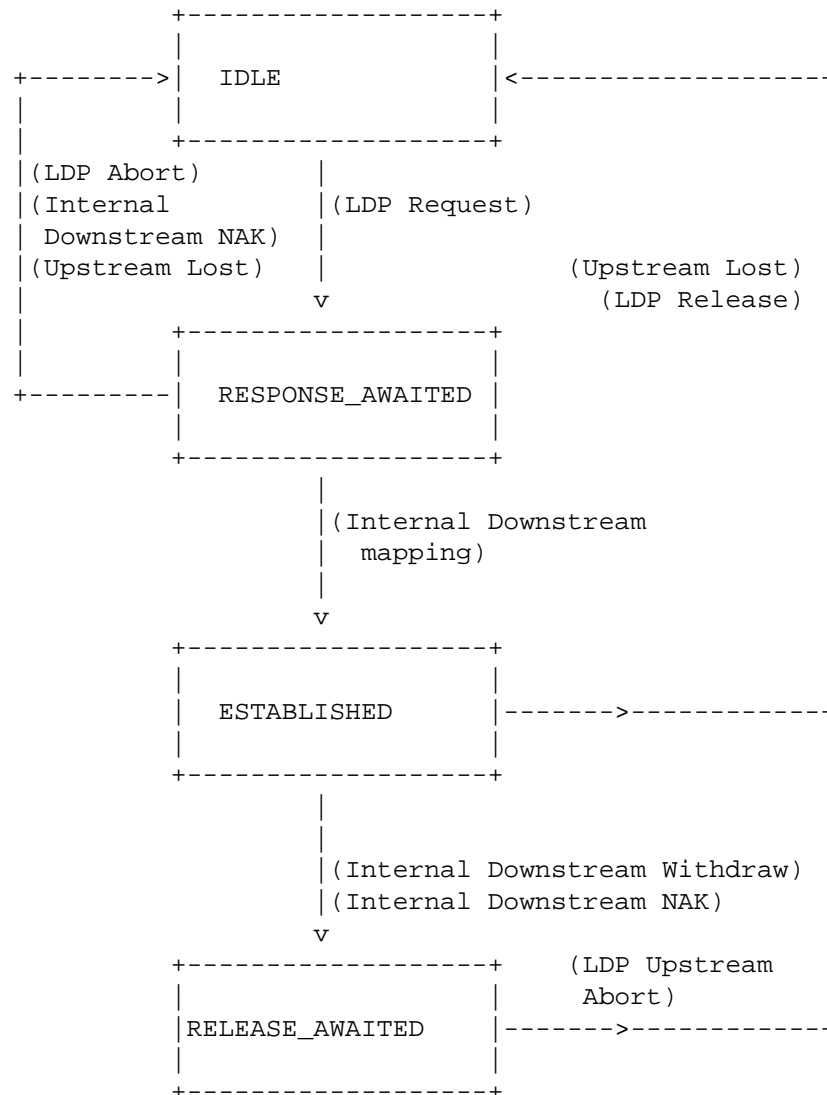 IDLE
(LDP Abort)
(Internal (LDP Request)
Downstream NAK)
(Upstream Lost) (Upstream Lost)
(LDP Release)
RESPONSE_AWAITED
(Internal Downstream
mapping)
ESTABLISHED
(Internal Downstream Withdraw)
(Internal Downstream NAK)
(LDP Upstream
Abort)
RELEASE_AWAITED